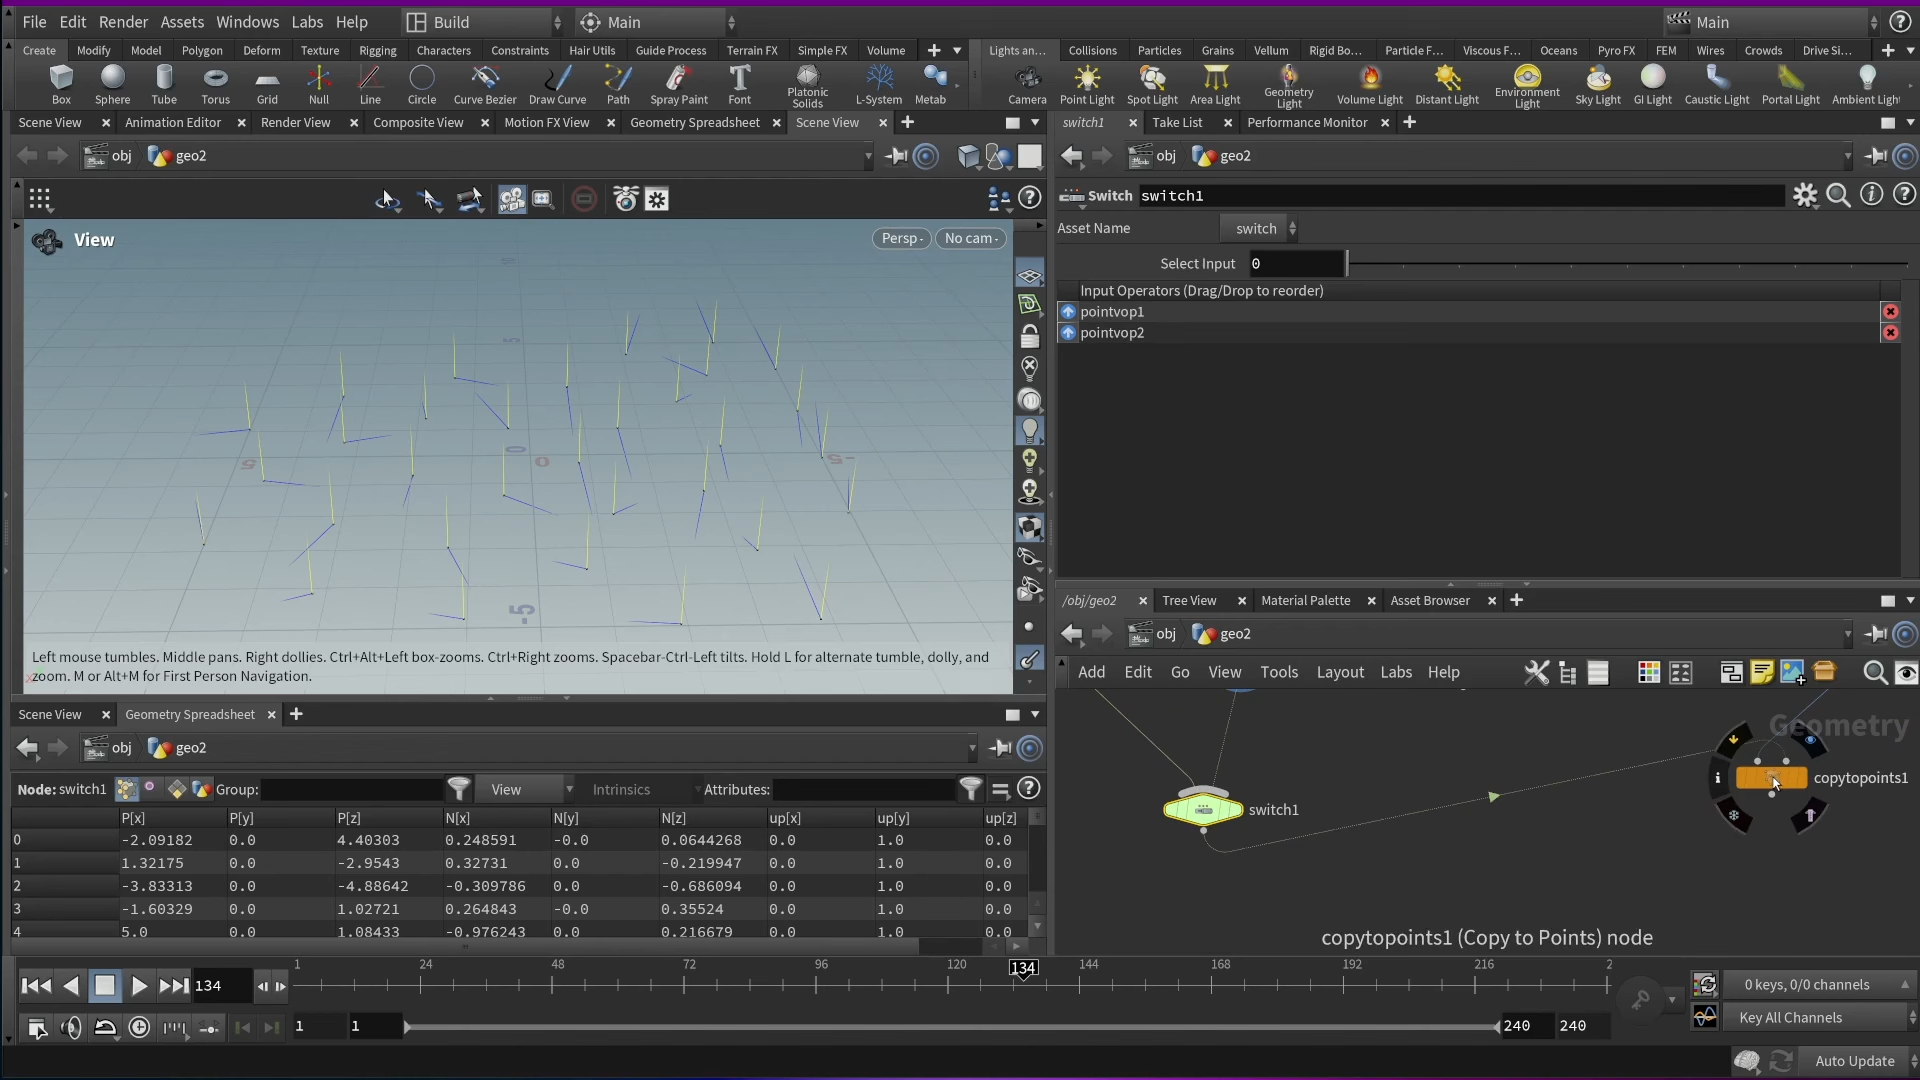 File Edit Render Assets Windows Labs Help Build Main Main
Create Modify Model Polygon Deform Texture Rigging Characters Constraints Hair Utils Guide Process Terrain FX Simple FX Volume Lights an... Collisions Particles Grains Vellum Rigid Bo... Particle F... Viscous F... Oceans Pyro FX FEM Wires Crowds Drive Si...
Box Sphere Tube Torus Grid Null Line Circle Curve Bezier Draw Curve Path Spray Paint Font Platonic Solids L-System Metab Camera Point Light Spot Light Area Light Geometry Light Volume Light Distant Light Environment Light Sky Light GI Light Caustic Light Portal Light Ambient Light
Scene View Animation Editor Render View Composite View Motion FX View Geometry Spreadsheet Scene View
obj geo2
View
Persp No cam
Left mouse tumbles. Middle pans. Right dollies. Ctrl+Alt+Left box-zooms. Ctrl+Right zooms. Spacebar-Ctrl-Left tilts. Hold L for alternate tumble, dolly, and
zoom. M or Alt+M for First Person Navigation.
Scene View Geometry Spreadsheet
obj geo2
Node: switch1 Group: View Intrinsics Attributes:
P[x] P[y] P[z] N[x] N[y] N[z] up[x] up[y] up[z]
0 -2.09182 0.0 4.40303 0.248591 -0.0 0.0644268 0.0 1.0 0.0
1 1.32175 0.0 -2.9543 0.32731 -0.0 -0.219947 0.0 1.0 0.0
2 -3.83313 0.0 -4.88642 -0.309786 0.0 -0.686094 0.0 1.0 0.0
3 -1.60329 0.0 1.02721 0.264843 -0.0 0.35524 0.0 1.0 0.0
4 5.0 0.0 1.08433 -0.976243 0.0 0.216679 0.0 1.0 0.0
switch1 Take List Performance Monitor
obj geo2
Switch switch1
Asset Name switch
Select Input 0
Input Operators (Drag/Drop to reorder)
pointvop1
pointvop2
/obj/geo2 Tree View Material Palette Asset Browser
obj geo2
Add Edit Go View Tools Layout Labs Help
Geometry
copytopoints1
switch1
copytopoints1 (Copy to Points) node
134 1 24 48 72 96 120 134 144 168 192 216 2
0 keys, 0/0 channels
1 1 240 240
Key All Channels
Auto Update